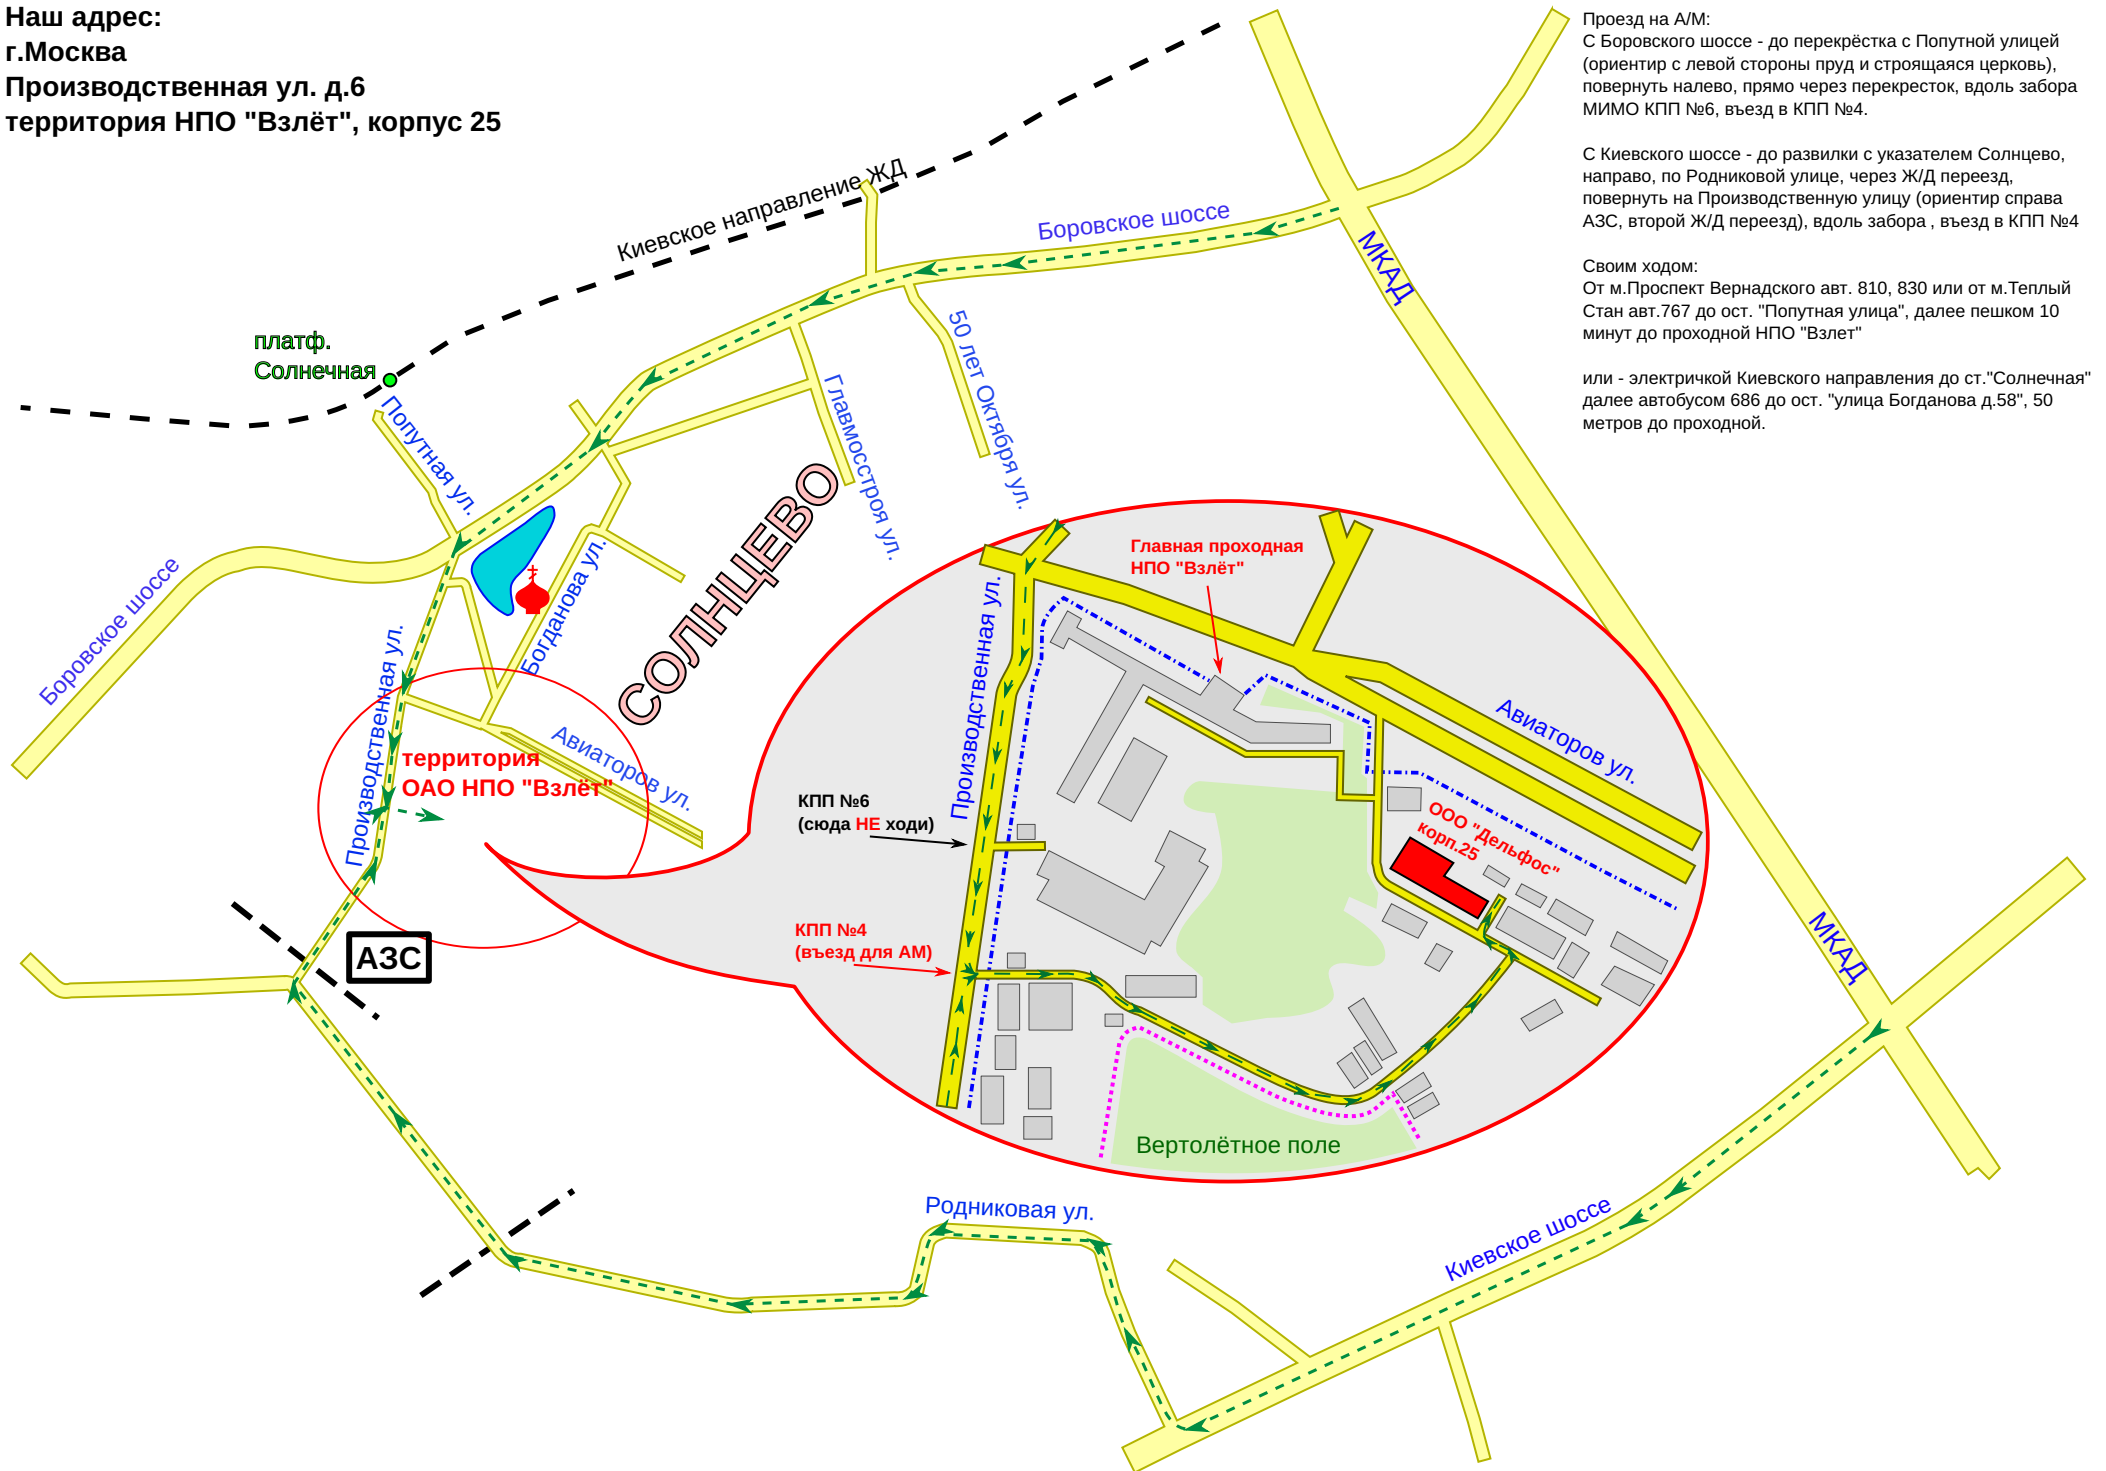 Наш адрес:
г.Москва
Производственная ул. д.6
территория НПО "Взлёт", корпус 25
Проезд на А/М:
С Боровского шоссе - до перекрёстка с Попутной улицей
(ориентир с левой стороны пруд и строящаяся церковь),
повернуть налево, прямо через перекресток, вдоль забора
МИМО КПП №6, въезд в КПП №4.
С Киевского шоссе - до развилки с указателем Солнцево,
направо, по Родниковой улице, через Ж/Д переезд,
повернуть на Производственную улицу (ориентир справа
АЗС, второй Ж/Д переезд), вдоль забора , въезд в КПП №4
Своим ходом:
От м.Проспект Вернадского авт. 810, 830 или от м.Теплый
Стан авт.767 до ост. "Попутная улица", далее пешком 10
минут до проходной НПО "Взлет"
или - электричкой Киевского направления до ст."Солнечная"
далее автобусом 686 до ост. "улица Богданова д.58", 50
метров до проходной.
Киевское направление ЖД
Боровское шоссе
МКАД
платф.
Солнечная
Попутная ул.
50 лет Октября ул.
Главмосстроя ул.
СОЛНЦЕВО
Богданова ул.
Боровское шоссе
Производственная ул.
Авиаторов ул.
территория
ОАО НПО "Взлёт"
АЗС
Главная проходная
НПО "Взлёт"
Производственная ул.
Авиаторов ул.
КПП №6
(сюда НЕ ходи)
ООО "Дельфос"
корп.25
КПП №4
(въезд для АМ)
Вертолётное поле
МКАД
Родниковая ул.
Киевское шоссе